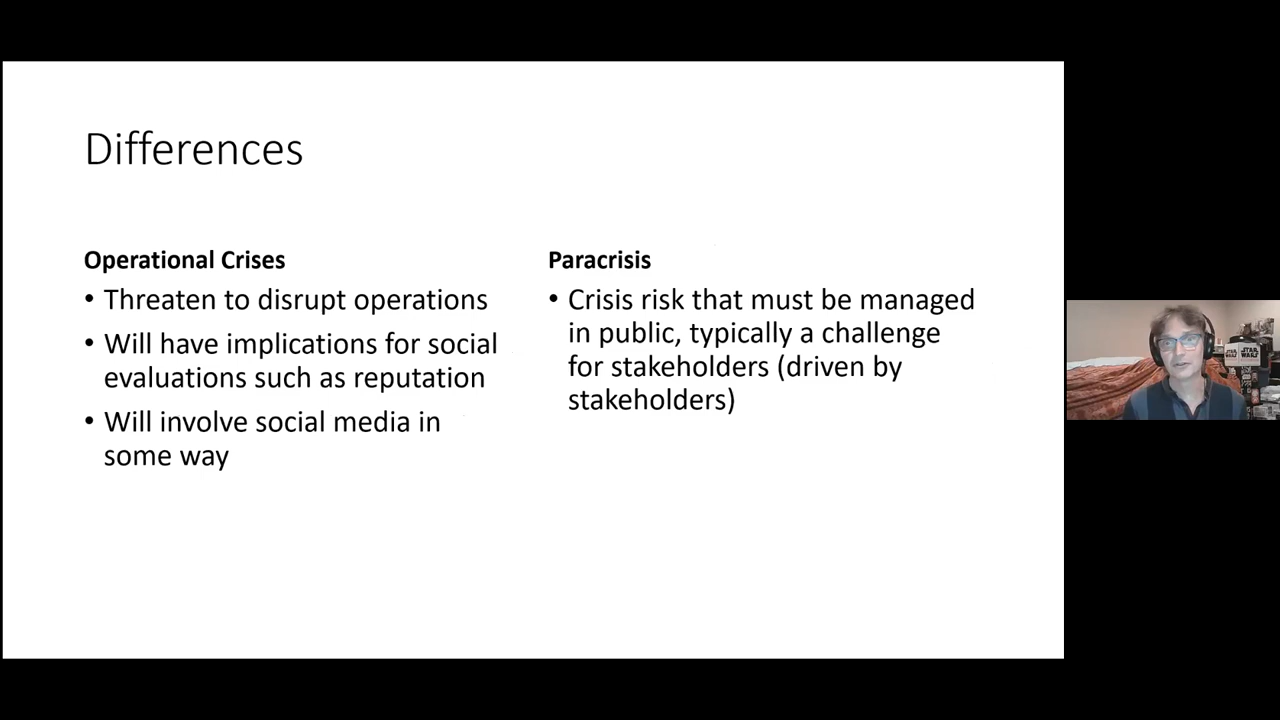 Differences
Operational Crises
• Threaten to disrupt operations
• Will have implications for social
evaluations such as reputation
• Will involve social media in
some way
Paracrisis
• Crisis risk that must be managed
in public, typically a challenge
for stakeholders (driven by
stakeholders)
STAR
WARS